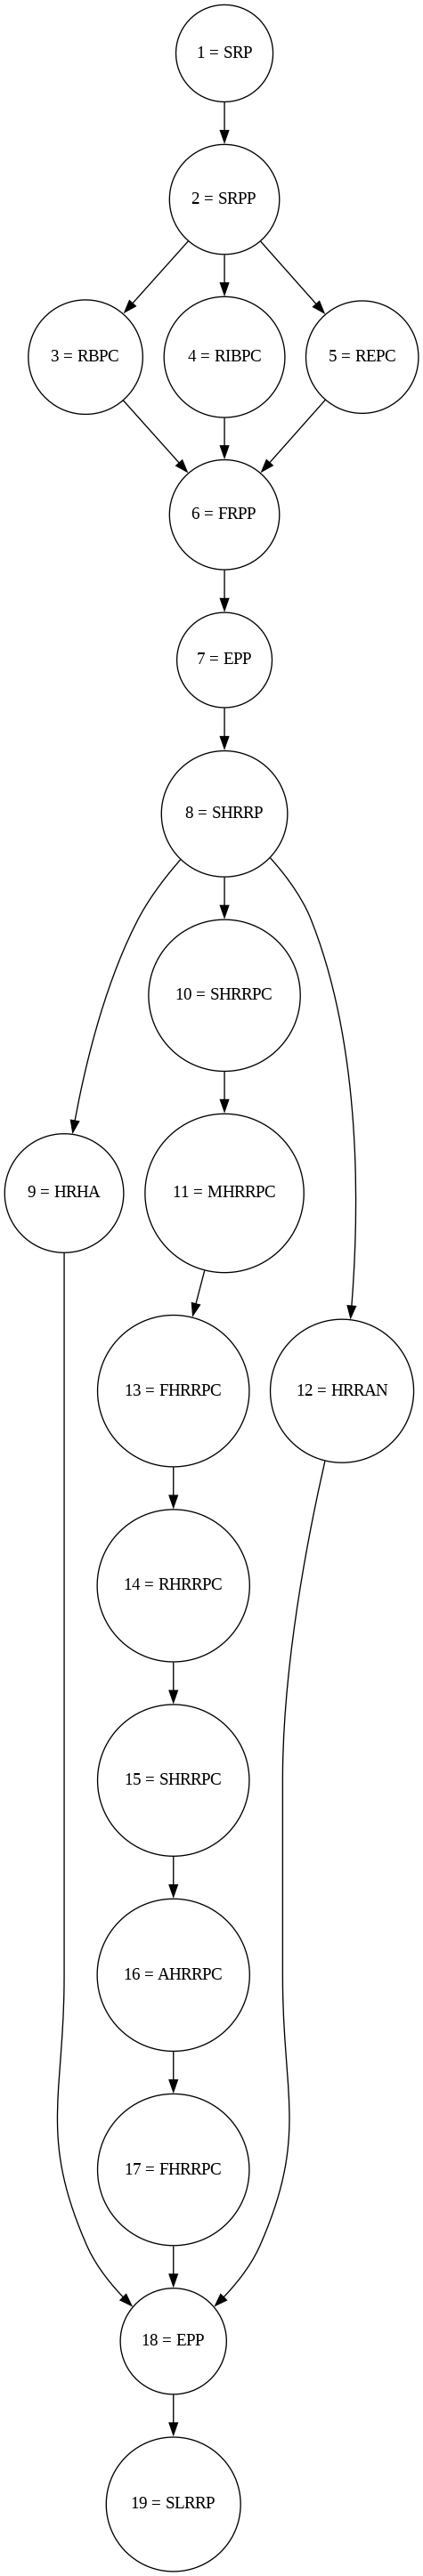 1 = SRP
2 = SRPP
3 = RBPC
4 = RIBPC
5 = REPC
6 = FRPP
7 = EPP
8 = SHRRP
10 = SHRRPC
9 = HRHA
11 = MHRRPC
13 = FHRRPC
12 = HRRAN
14 = RHRRPC
15 = SHRRPC
16 = AHRRPC
17 = FHRRPC
18 = EPP
19 = SLRRP